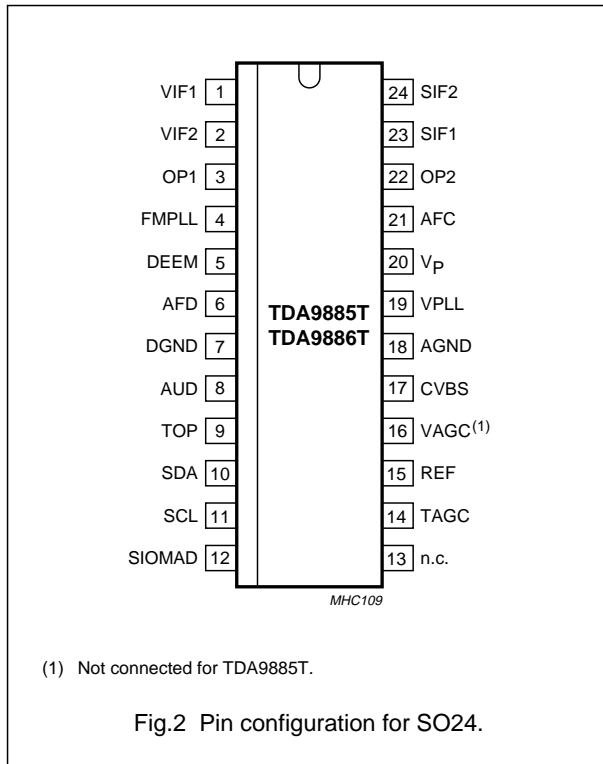 VIF1 1 24 SIF2
VIF2 2 23 SIF1
OP1 3 22 OP2
FMPLL 4 21 AFC
DEEM 5 20 VP
AFD 6 19 VPLL
TDA9885T
TDA9886T
DGND 7 18 AGND
AUD 8 17 CVBS
TOP 9 16 VAGC(1)
SDA 10 15 REF
SCL 11 14 TAGC
SIOMAD 12 13 n.c.
MHC109
(1) Not connected for TDA9885T.
Fig.2 Pin configuration for SO24.